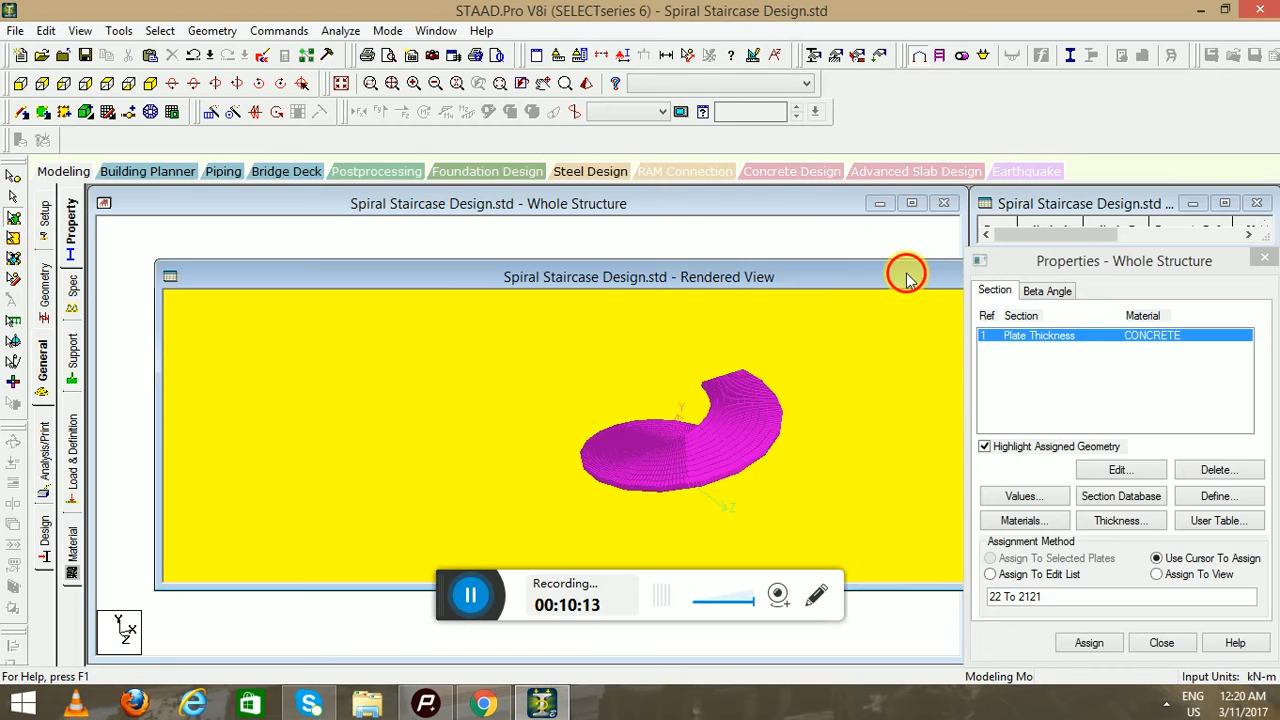 STAAD.Pro V8i (SELECTseries 6) - Spiral Staircase Design.std
File Edit View Tools Select Geometry Commands Analyze Mode Window Help
Modeling Building Planner Piping Bridge Deck Postprocessing Foundation Design Steel Design RAM Connection Concrete Design Advanced Slab Design Earthquake
Spiral Staircase Design.std - Whole Structure
Spiral Staircase Design.std ...
Setup
Geometry
General
Analysis/Print
Design
Property
Spec
Support
Load & Definition
Material
Spiral Staircase Design.std - Rendered View
Y
Z
Properties - Whole Structure
Section Beta Angle
Ref Section Material
1 Plate Thickness CONCRETE
Highlight Assigned Geometry
Edit... Delete...
Values... Section Database Define...
Materials... Thickness... User Table...
Assignment Method
Assign To Selected Plates Use Cursor To Assign
Assign To Edit List Assign To View
22 To 2121
Assign Close Help
Recording...
00:10:13
Y
X
Z
For Help, press F1
Modeling Mo
Input Units: kN-m
ENG
US
12:20 AM
3/11/2017